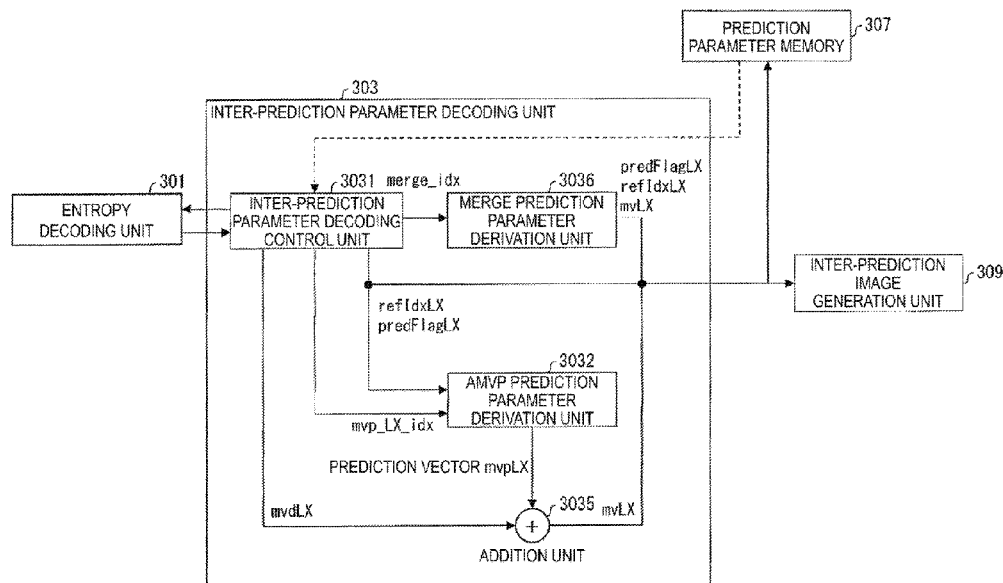 307
PREDICTION
PARAMETER MEMORY
303
INTER-PREDICTION PARAMETER DECODING UNIT
301
ENTROPY
DECODING UNIT
3031
INTER-PREDICTION
PARAMETER DECODING
CONTROL UNIT
merge_idx
3036
MERGE PREDICTION
PARAMETER
DERIVATION UNIT
predFlagLX
refIdxLX
mvLX
309
INTER-PREDICTION
IMAGE
GENERATION UNIT
refIdxLX
predFlagLX
3032
AMVP PREDICTION
PARAMETER
DERIVATION UNIT
mvp_LX_idx
PREDICTION VECTOR mvpLX
mvdLX
3035
+
mvLX
ADDITION UNIT